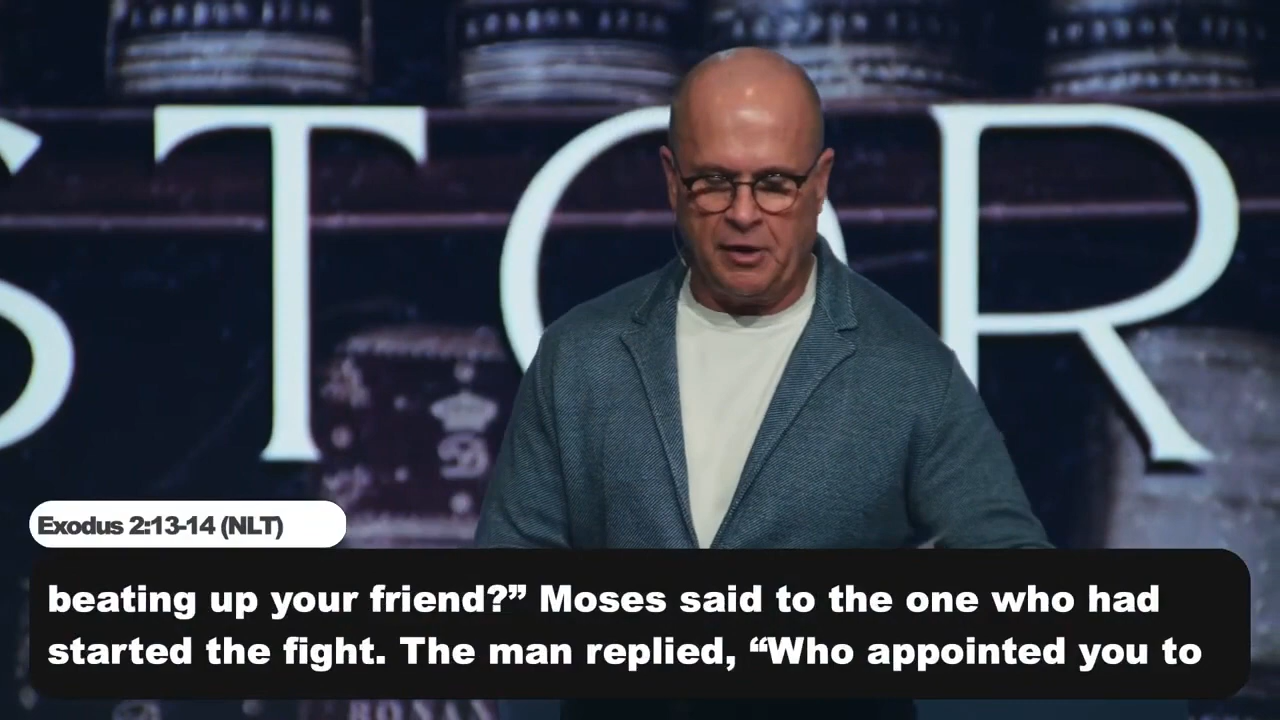 STOR
Exodus 2:13-14 (NLT)
beating up your friend?” Moses said to the one who had
started the fight. The man replied, “Who appointed you to